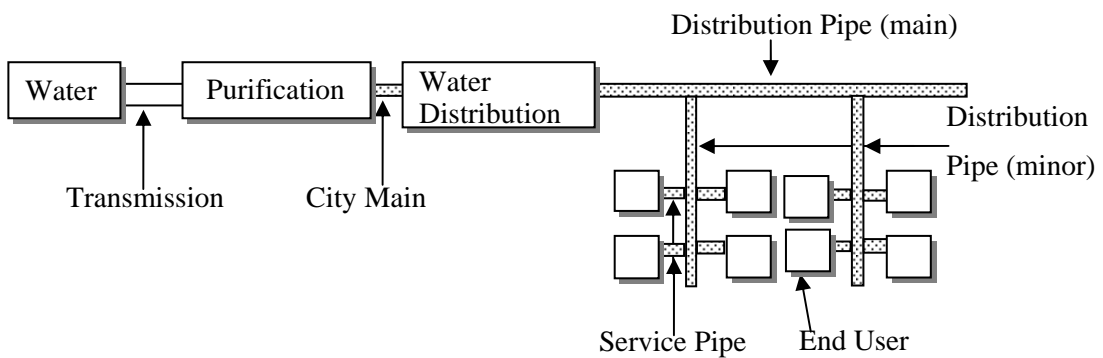 Distribution Pipe (main)
Water
Purification
Water
Distribution
Distribution
Pipe (minor)
Transmission
City Main
Service Pipe
End User